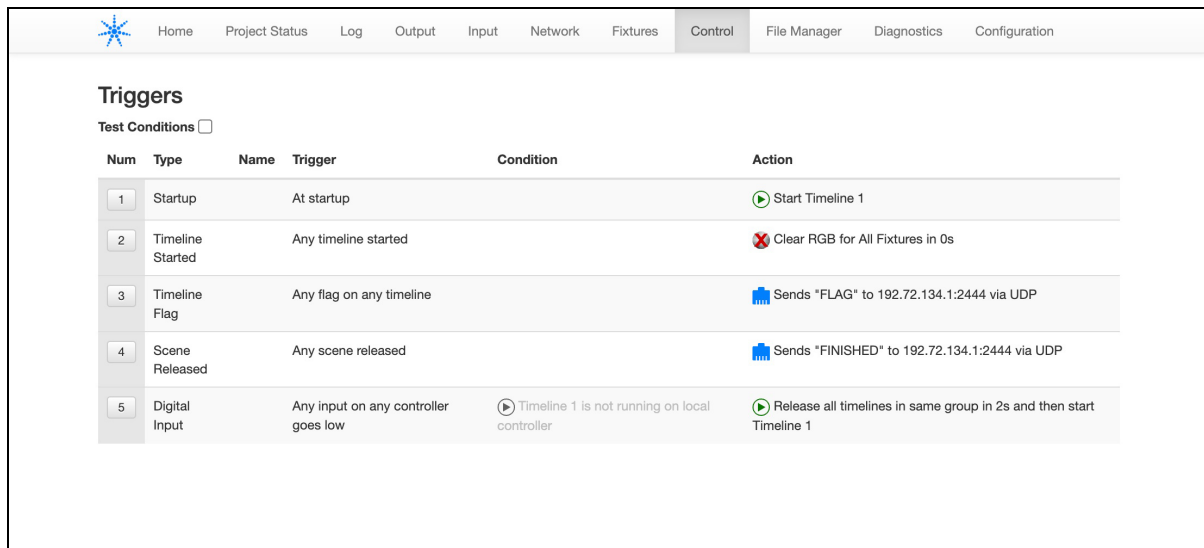 Home Project Status Log Output Input Network Fixtures Control File Manager Diagnostics Configuration
Triggers
Test Conditions
Num Type Name Trigger Condition Action
1 Startup At startup Start Timeline 1
2 Timeline Started Any timeline started Clear RGB for All Fixtures in 0s
3 Timeline Flag Any flag on any timeline Sends "FLAG" to 192.72.134.1:2444 via UDP
4 Scene Released Any scene released Sends "FINISHED" to 192.72.134.1:2444 via UDP
5 Digital Input Any input on any controller goes low Timeline 1 is not running on local controller Release all timelines in same group in 2s and then start Timeline 1